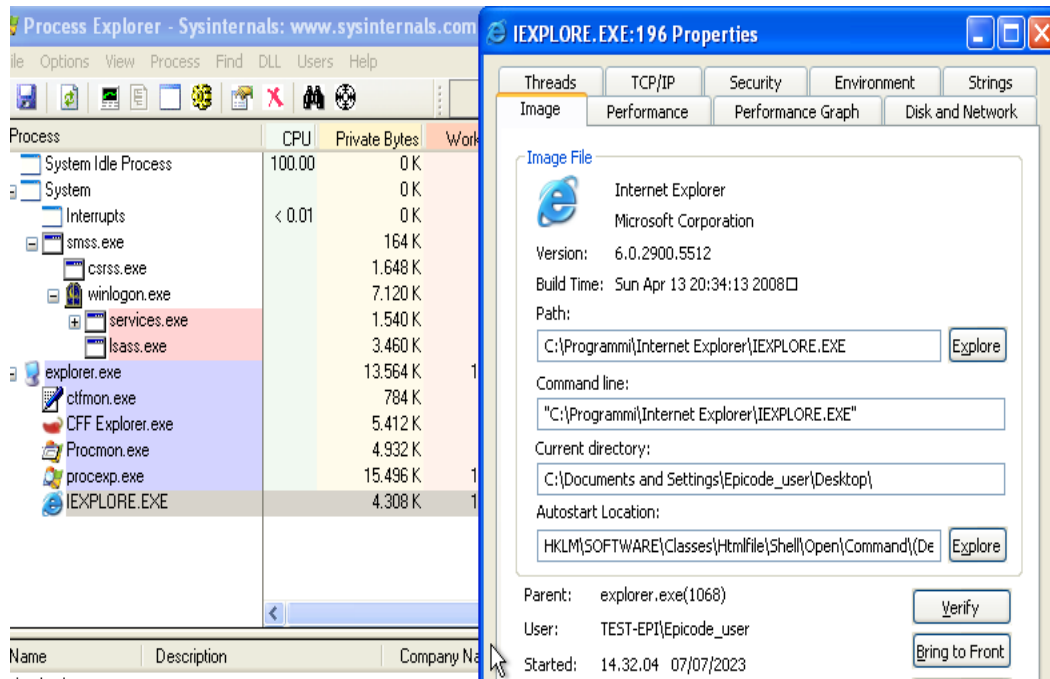 Process Explorer - Sysinternals: www.sysinternals.com
Options View Process Find DLL Users Help
Process CPU Private Bytes
System Idle Process 100.00 0 K
System 0 K
Interrupts < 0.01 0 K
smss.exe 164 K
csrss.exe 1.648 K
winlogon.exe 7.120 K
services.exe 1.540 K
lsass.exe 3.460 K
explorer.exe 13.564 K 1
ctfmon.exe 784 K
CFF Explorer.exe 5.412 K
Procmon.exe 4.932 K
procexp.exe 15.496 K 1
IEXPLORE.EXE 4.308 K 1
Name Description
IEXPLORE.EXE:196 Properties
Threads TCP/IP Security Environment Strings
Image Performance Performance Graph Disk and Network
Image File
Internet Explorer
Microsoft Corporation
Version: 6.0.2900.5512
Build Time: Sun Apr 13 20:34:13 2008
Path:
C:\Programmi\Internet Explorer\IEXPLORE.EXE Explore
Command line:
"C:\Programmi\Internet Explorer\IEXPLORE.EXE"
Current directory:
C:\Documents and Settings\Epicode_user\Desktop\
Autostart Location:
HKLM\SOFTWARE\Classes\Htmlfile\Shell\Open\Command\(De Explore
Parent: explorer.exe(1068)
Verify
User: TEST-EPI\Epicode_user
Bring to Front
Started: 14.32.04 07/07/2023